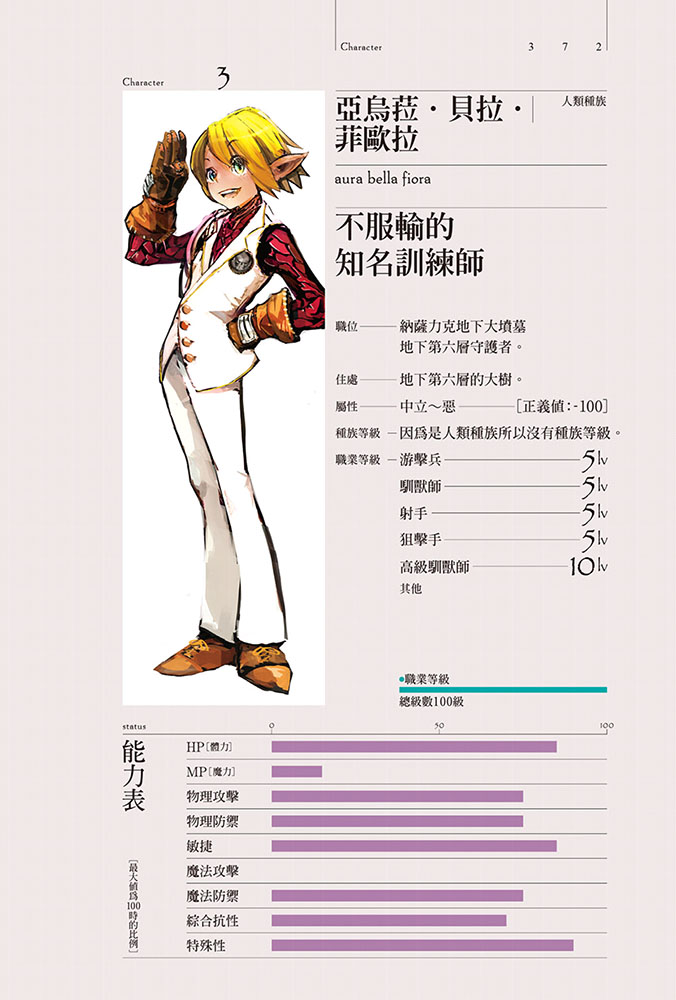 Character 372
Character 3
亞烏菈・貝拉・
菲歐拉
人類種族
aura bella fiora
不服輸的
知名訓練師
職位 納薩力克地下大墳墓
地下第六層守護者。
住處 地下第六層的大樹。
屬性 中立～惡 [正義値：-100]
種族等級 因爲是人類種族所以沒有種族等級。
職業等級 游擊兵 5lv
馴獸師 5lv
射手 5lv
狙擊手 5lv
高級馴獸師 10lv
其他
職業等級
總級數100級
status 0 50 100
能力表
[最大値爲100時的比例]
HP[體力]
MP[魔力]
物理攻擊
物理防禦
敏捷
魔法攻擊
魔法防禦
綜合抗性
特殊性